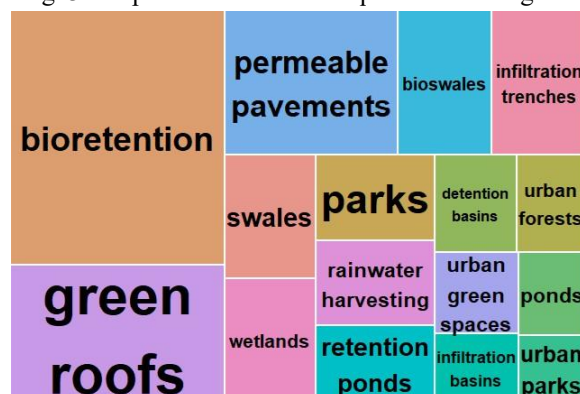 bioretention
green
roofs
permeable
pavements
bioswales
infiltration
trenches
swales
wetlands
parks
rainwater
harvesting
retention
ponds
detention
basins
urban
forests
urban
green
spaces
ponds
infiltration
basins
urban
parks